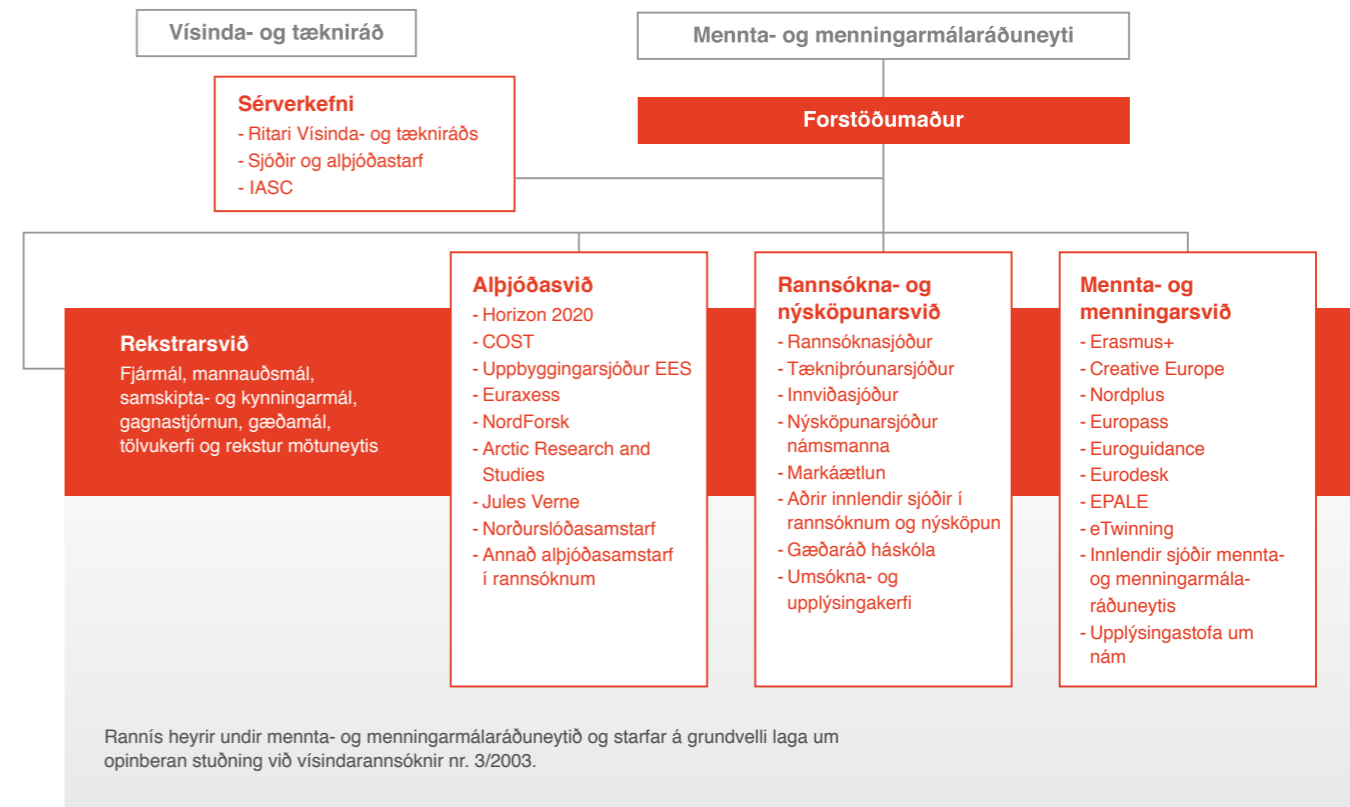 Vísinda- og tækniráð
Mennta- og menningarmálaráðuneyti
Sérverkefni
- Ritari Vísinda- og tækniráðs
- Sjóðir og alþjóðastarf
- IASC
Forstöðumaður
Rekstrarsvið
Fjármál, mannauðsmál,
samskipta- og kynningarmál,
gagnastjórnun, gæðamál,
tölvukerfi og rekstur mötuneytis
Alþjóðasvið
- Horizon 2020
- COST
- Uppbyggingarsjóður EES
- Euraxess
- NordForsk
- Arctic Research and
Studies
- Jules Verne
- Norðurslóðasamstarf
- Annað alþjóðasamstarf
í rannsóknum
Rannsókna- og
nýsköpunarsvið
- Rannsóknasjóður
- Tækniþróunarsjóður
- Innviðasjóður
- Nýsköpunarsjóður
námsmanna
- Markáætlun
- Aðrir innlendir sjóðir í
rannsóknum og nýsköpun
- Gæðaráð háskóla
- Umsókna- og
upplýsingakerfi
Mennta- og
menningarsvið
- Erasmus+
- Creative Europe
- Nordplus
- Europass
- Euroguidance
- Eurodesk
- EPALE
- eTwinning
- Innlendir sjóðir mennta-
og menningarmála-
ráðuneytis
- Upplýsingastofa um
nám
Rannís heyrir undir mennta- og menningarmálaráðuneytið og starfar á grundvelli laga um
opinberan stuðning við vísindarannsóknir nr. 3/2003.